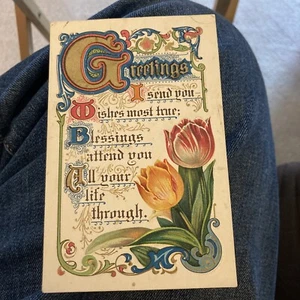 Greetings
I send you
Wishes most true;
Blessings
attend you
All your
life
through.